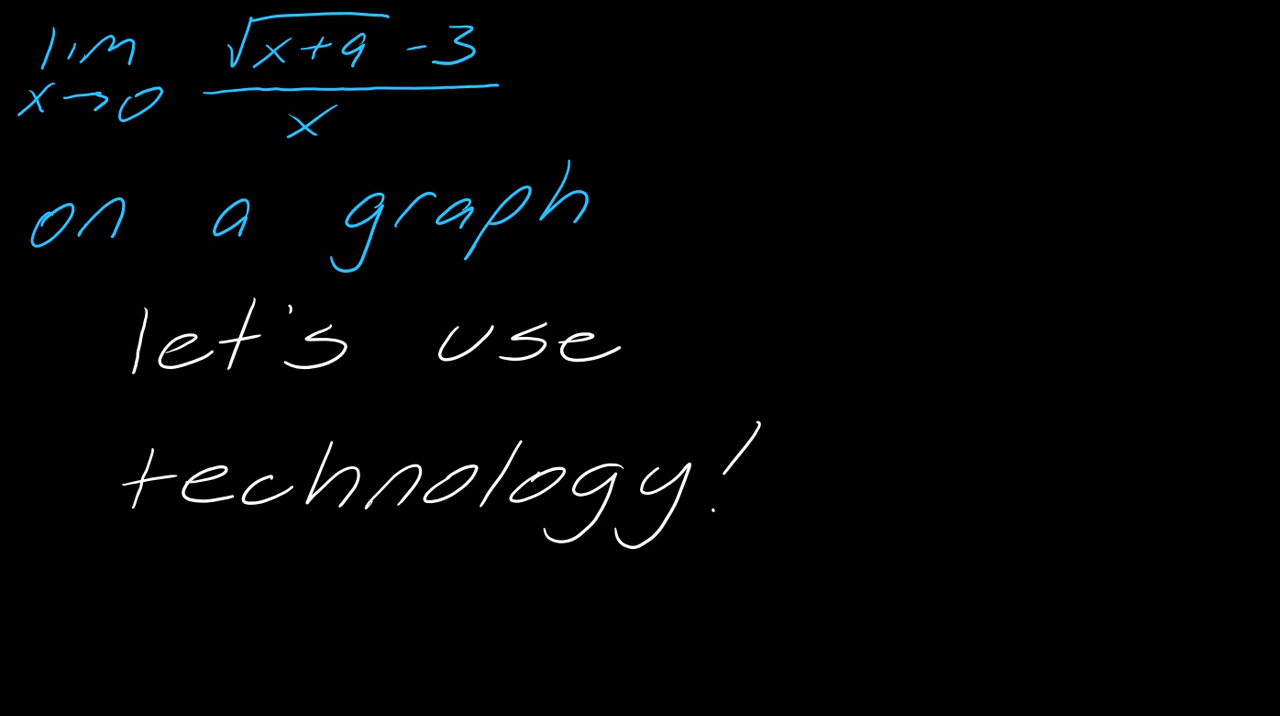 lim x→0 (√(x+9) - 3)/x
on a graph
let's use
technology!